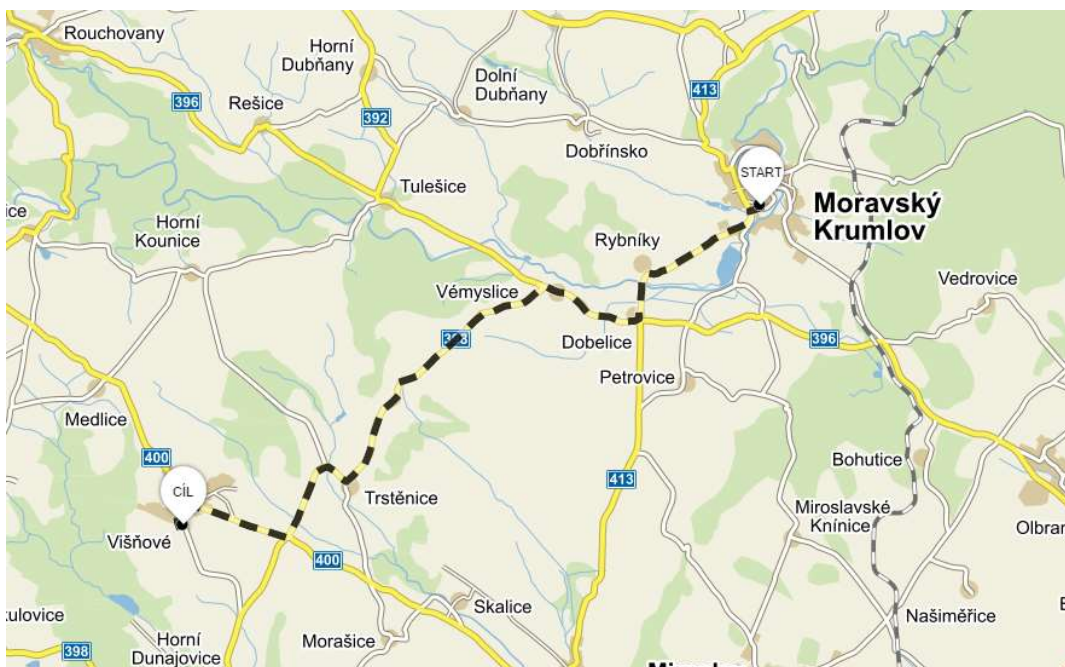 Rouchovany
Horní
Dubňany
Dolní
Dubňany
413
396
Rešice
392
Dobřínsko
START
Tulešice
Moravský
Krumlov
ice
Horní
Kounice
Rybníky
Vedrovice
Vémyslice
Dobelice
396
Petrovice
Medlice
400
CÍL
Bohutice
413
Trstěnice
Miroslavské
Knínice
Olbrar
Višňové
400
Skalice
Našiměřice
kulovice
Horní
Dunajovice
Morašice
398